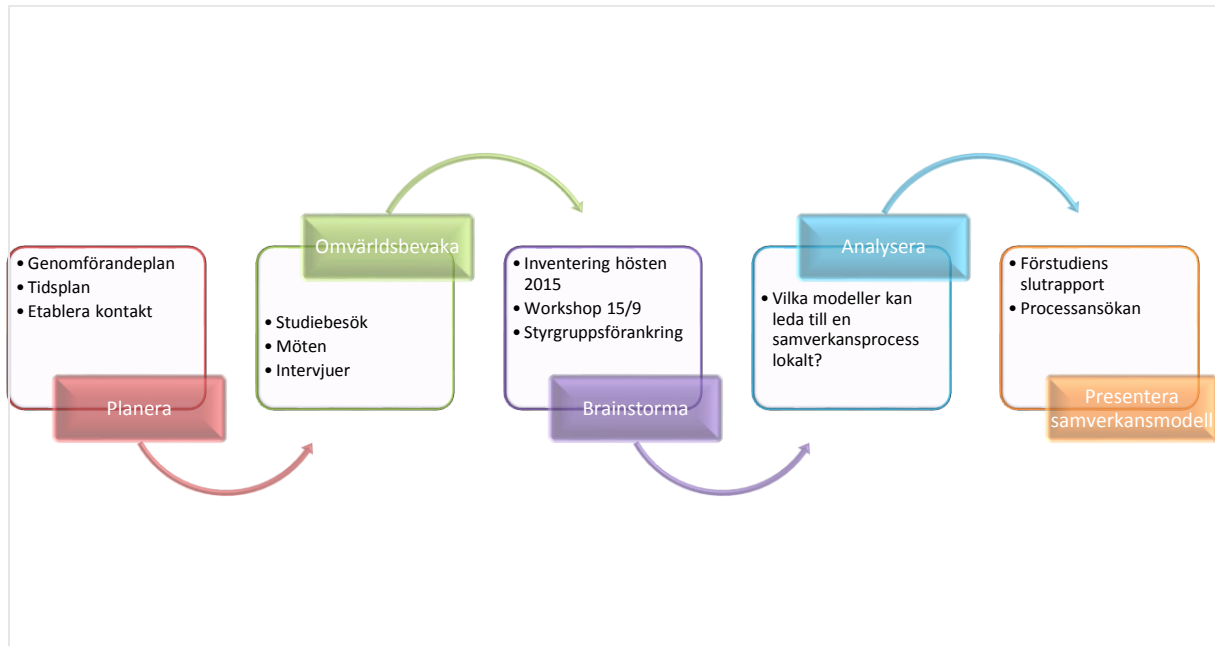 • Genomförandeplan
• Tidsplan
• Etablera kontakt
Planera
Omvärldsbevaka
• Studiebesök
• Möten
• Intervjuer
• Inventering hösten
2015
• Workshop 15/9
• Styrgruppsförankring
Brainstorma
Analysera
• Vilka modeller kan
leda till en
samverkansprocess
lokalt?
• Förstudiens
slutrapport
• Processansökan
Presentera
samverkansmodell